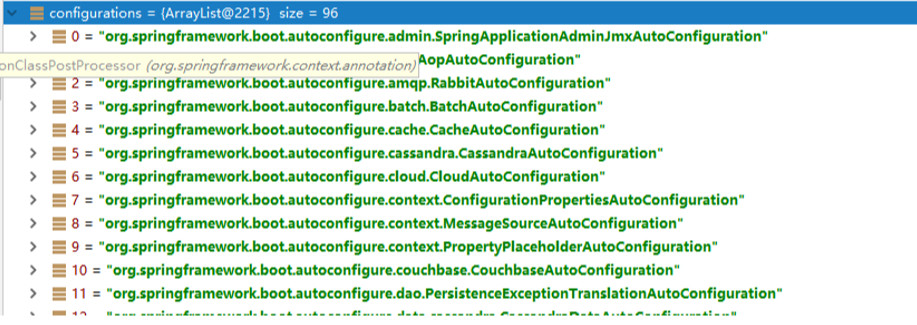 configurations = {ArrayList@2215} size = 96
0 = "org.springframework.boot.autoconfigure.admin.SpringApplicationAdminJmxAutoConfiguration"
onClassPostProcessor (org.springframework.context.annotation) AopAutoConfiguration"
2 = "org.springframework.boot.autoconfigure.amqp.RabbitAutoConfiguration"
3 = "org.springframework.boot.autoconfigure.batch.BatchAutoConfiguration"
4 = "org.springframework.boot.autoconfigure.cache.CacheAutoConfiguration"
5 = "org.springframework.boot.autoconfigure.cassandra.CassandraAutoConfiguration"
6 = "org.springframework.boot.autoconfigure.cloud.CloudAutoConfiguration"
7 = "org.springframework.boot.autoconfigure.context.ConfigurationPropertiesAutoConfiguration"
8 = "org.springframework.boot.autoconfigure.context.MessageSourceAutoConfiguration"
9 = "org.springframework.boot.autoconfigure.context.PropertyPlaceholderAutoConfiguration"
10 = "org.springframework.boot.autoconfigure.couchbase.CouchbaseAutoConfiguration"
11 = "org.springframework.boot.autoconfigure.dao.PersistenceExceptionTranslationAutoConfiguration"